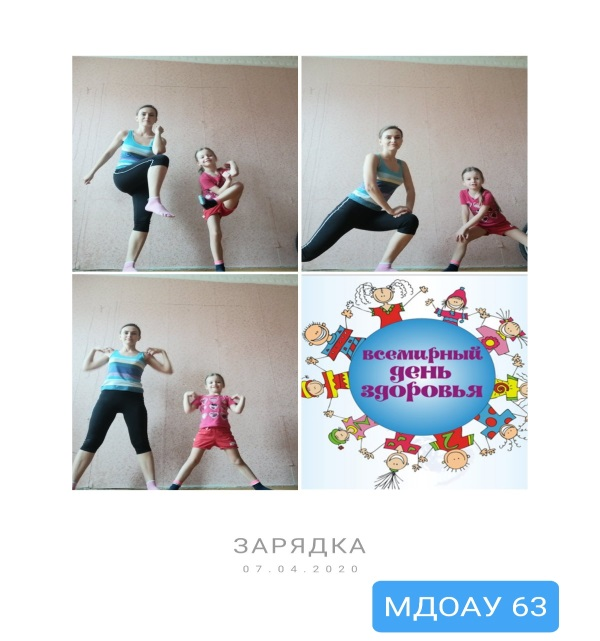 всемирный
день
здоровья
ЗАРЯДКА
07.04.2020
МДОАУ 63